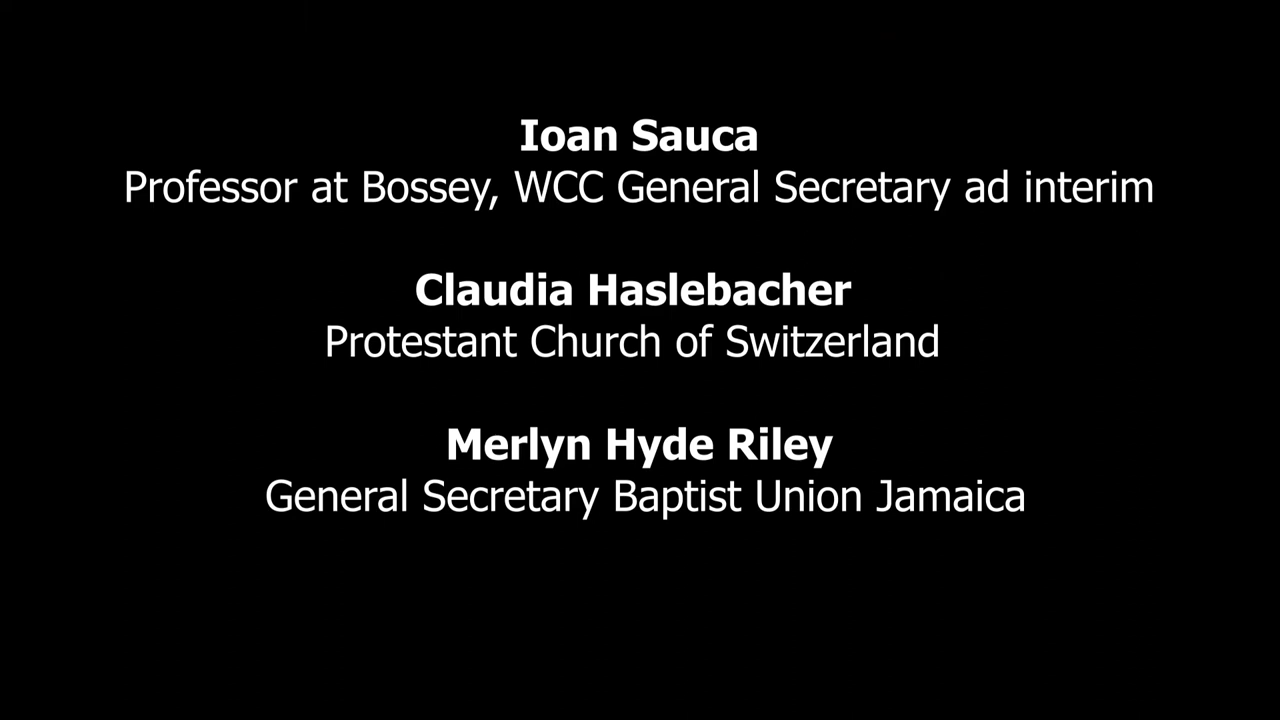 Ioan Sauca
Professor at Bossey, WCC General Secretary ad interim
Claudia Haslebacher
Protestant Church of Switzerland
Merlyn Hyde Riley
General Secretary Baptist Union Jamaica